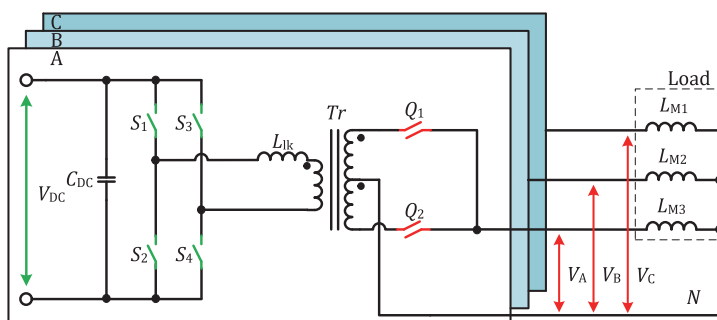 C
B
A
Load
L_M1
Tr
Q_1
S_1
S_3
L_lk
L_M2
V_DC
C_DC
L_M3
Q_2
S_2
S_4
V_A
V_B
V_C
N